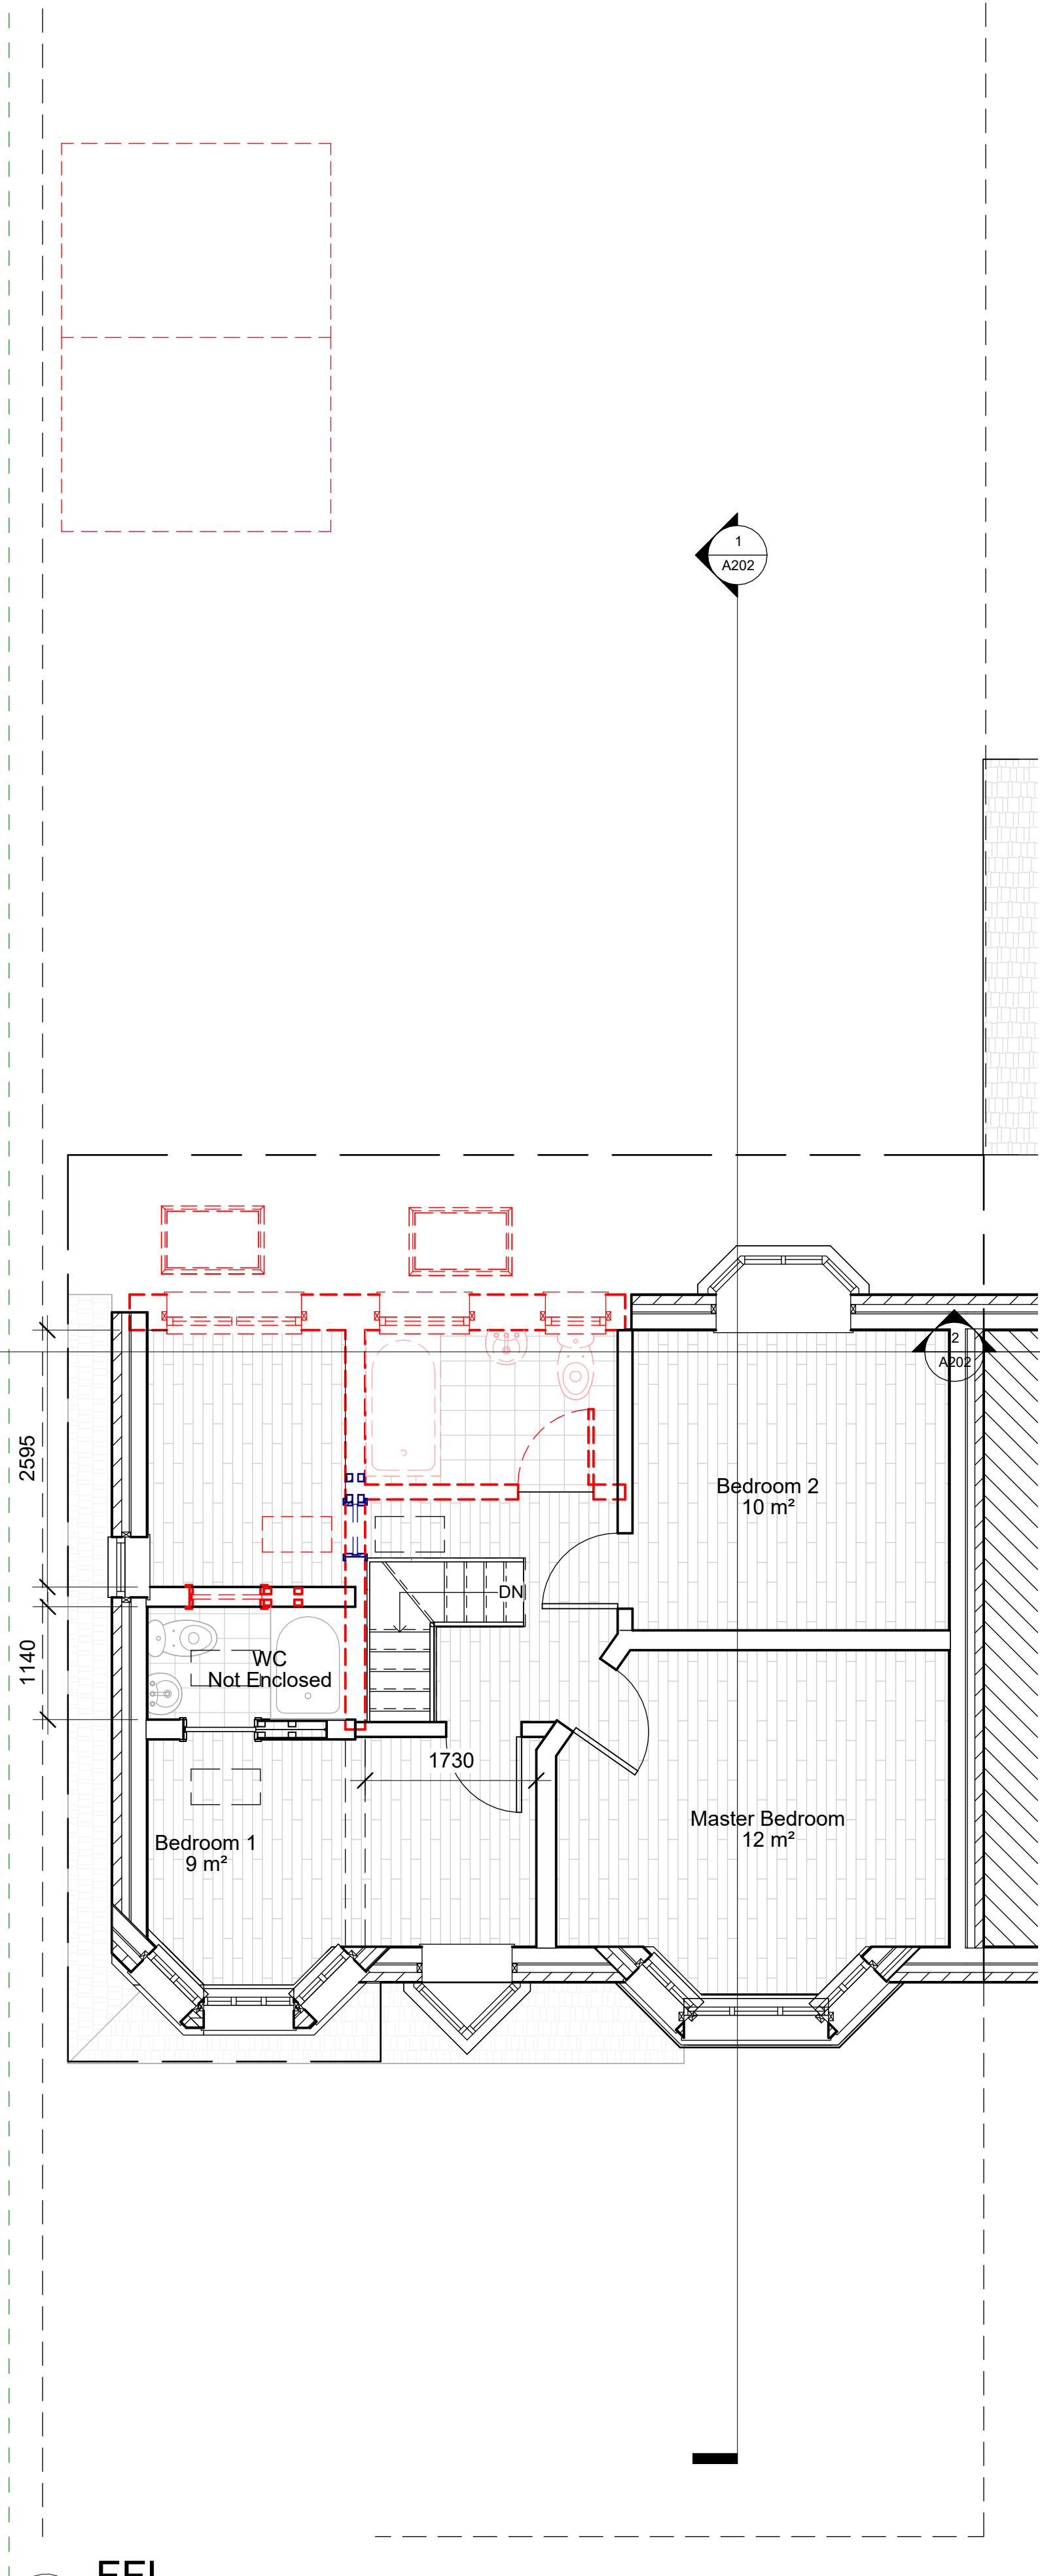 1
A202
2
A202
2595
Bedroom 2
10 m²
DN
1140
WC
Not Enclosed
1730
Master Bedroom
12 m²
Bedroom 1
9 m²